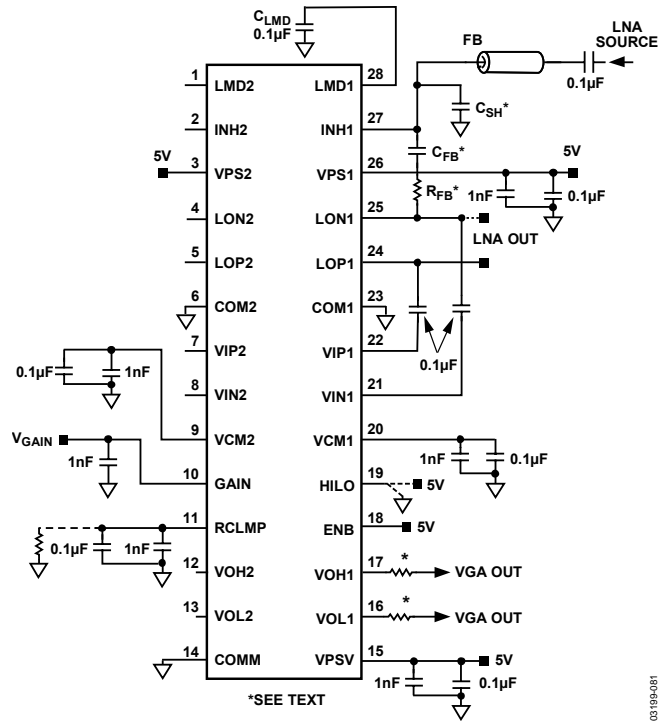 C_LMD
0.1µF
FB
LNA
SOURCE
0.1µF
1 LMD2
LMD1 28
C_SH*
2 INH2
INH1 27
C_FB*
5V
3 VPS2
VPS1 26
5V
R_FB*
1nF
0.1µF
4 LON2
LON1 25
LNA OUT
5 LOP2
LOP1 24
6 COM2
COM1 23
7 VIP2
VIP1 22
0.1µF
0.1µF
1nF
8 VIN2
VIN1 21
9 VCM2
VCM1 20
V_GAIN
1nF
1nF
0.1µF
10 GAIN
HILO 19
5V
11 RCLMP
ENB 18
5V
0.1µF
1nF
12 VOH2
VOH1 17
*
VGA OUT
13 VOL2
VOL1 16
*
VGA OUT
14 COMM
VPSV 15
5V
1nF
0.1µF
*SEE TEXT
03199-081